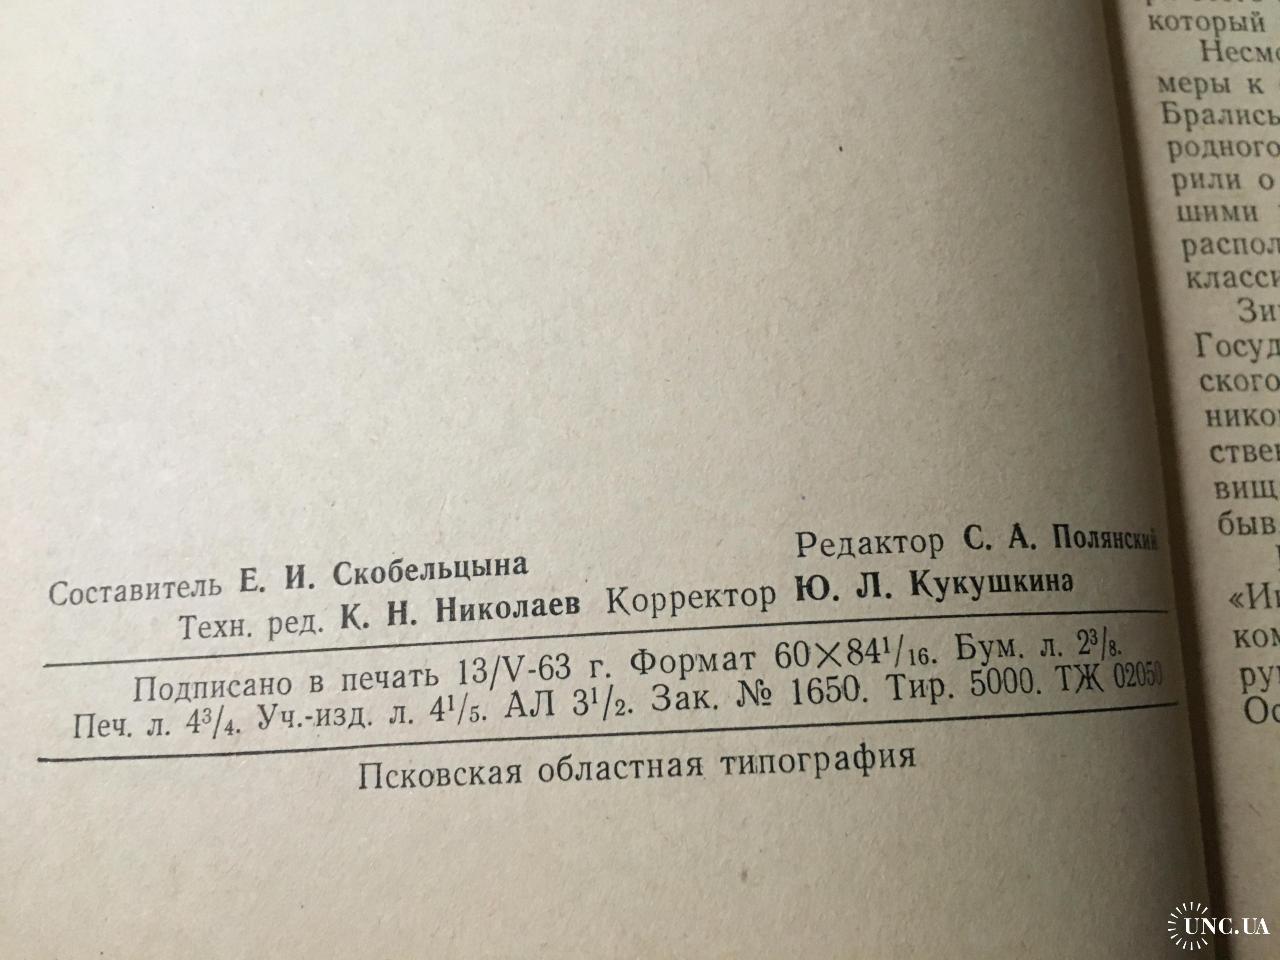 Составитель Е. И. Скобельцына
Редактор С. А. Полянский
Техн. ред. К. Н. Николаев Корректор Ю. Л. Кукушкина
Подписано в печать 13/V-63 г. Формат 60×84¹/₁₆. Бум. л. 2³/₈.
Печ. л. 4³/₄. Уч.-изд. л. 4¹/₅. АЛ 3¹/₂. Зак. № 1650. Тир. 5000. ТЖ 02050
Псковская областная типография
который
Несмо
меры к
Брались
родного
рили о
шими
распол
класси
Зи
Госуд
ского
нико
стве
вищ
быв
«И
ком
ру
Ос
UNC.UA